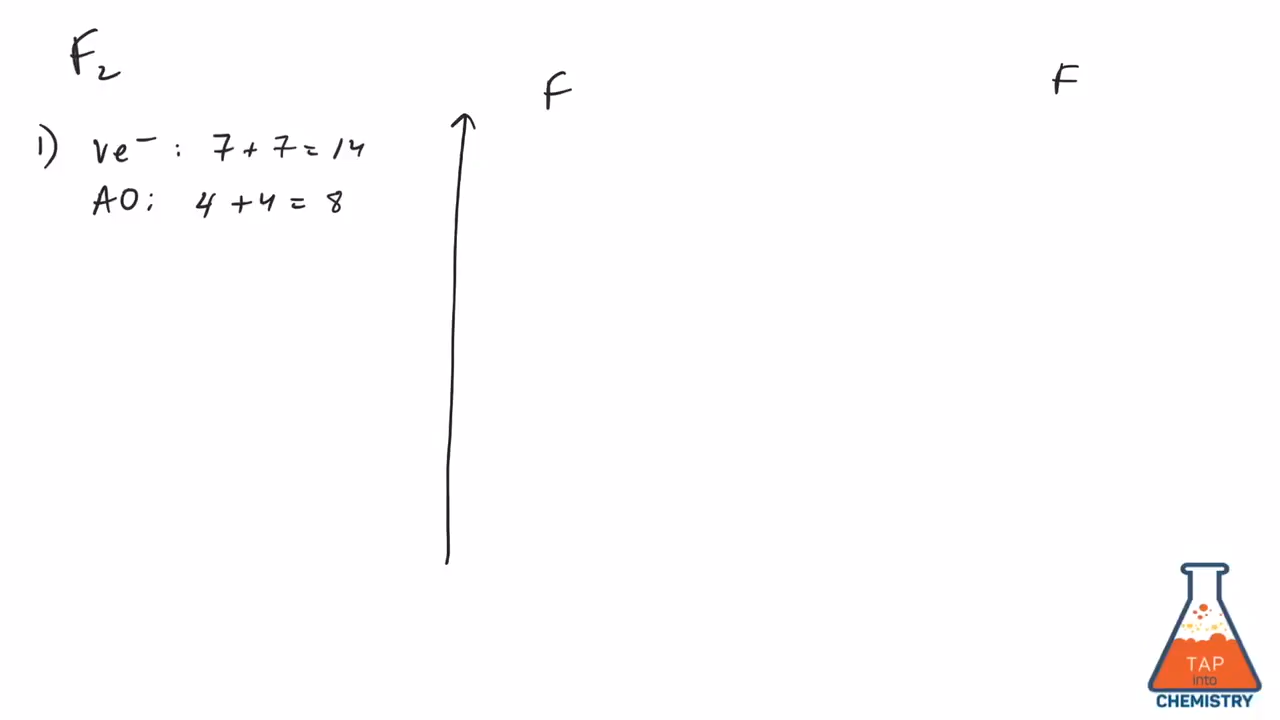 F₂
F
F
1) ve⁻ : 7 + 7 = 14
AO: 4 + 4 = 8
TAP
into
CHEMISTRY